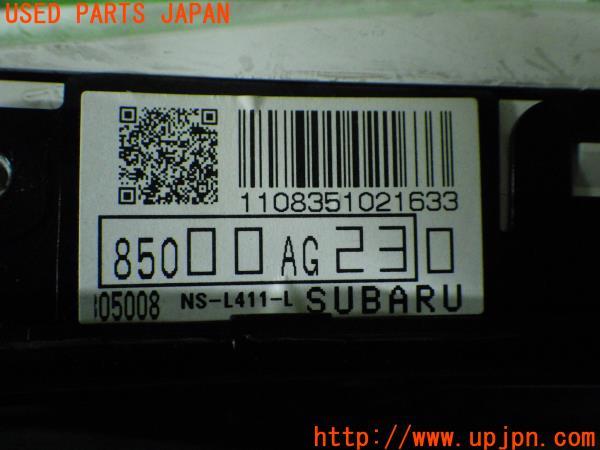 USED PARTS JAPAN
1108351021633
85000AG230
105008 NS-L411-L SUBARU
http://www.upjpn.com